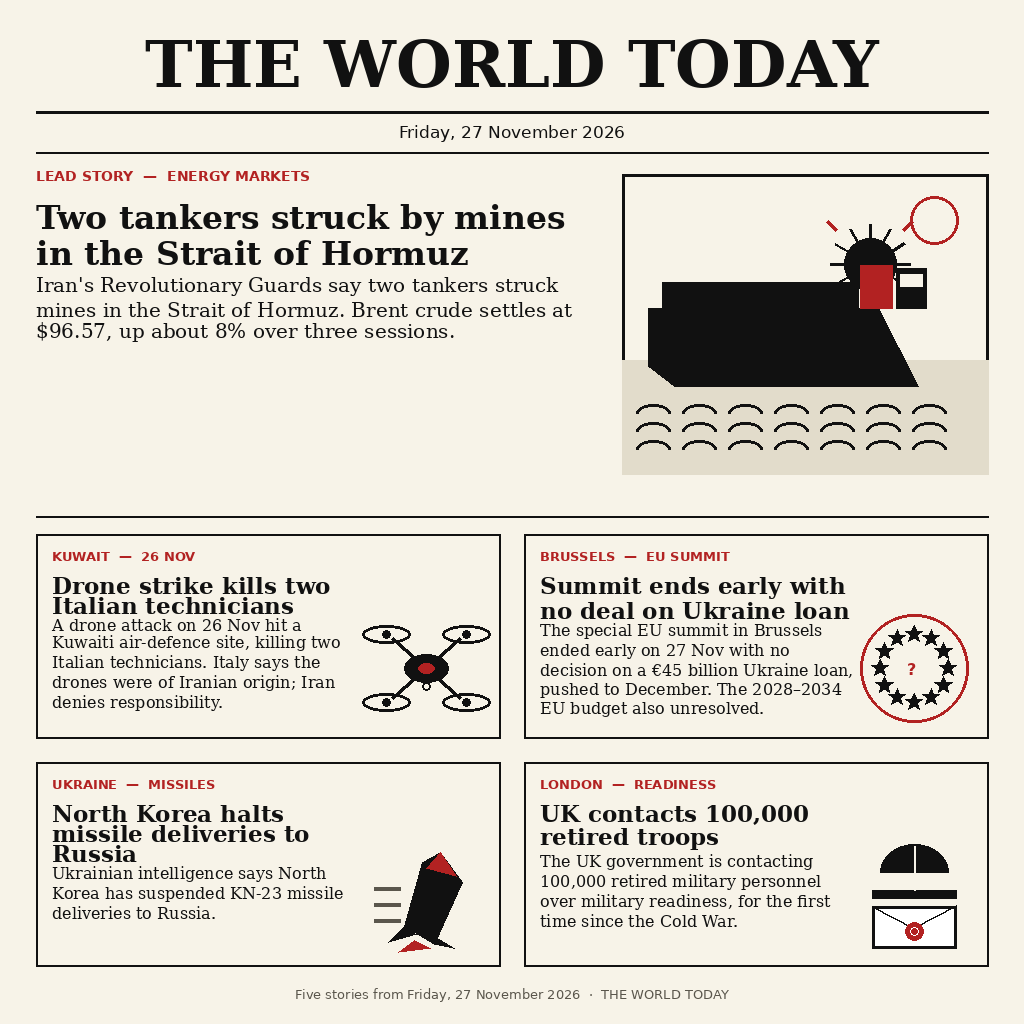 THE WORLD TODAY
Friday, 27 November 2026
LEAD STORY — ENERGY MARKETS
Two tankers struck by mines
in the Strait of Hormuz
Iran's Revolutionary Guards say two tankers struck
mines in the Strait of Hormuz. Brent crude settles at
$96.57, up about 8% over three sessions.
KUWAIT — 26 NOV
Drone strike kills two
Italian technicians
A drone attack on 26 Nov hit a
Kuwaiti air-defence site, killing two
Italian technicians. Italy says the
drones were of Iranian origin; Iran
denies responsibility.
BRUSSELS — EU SUMMIT
Summit ends early with
no deal on Ukraine loan
The special EU summit in Brussels
ended early on 27 Nov with no
decision on a €45 billion Ukraine loan,
pushed to December. The 2028–2034
EU budget also unresolved.
?
UKRAINE — MISSILES
North Korea halts
missile deliveries to
Russia
Ukrainian intelligence says North
Korea has suspended KN-23 missile
deliveries to Russia.
LONDON — READINESS
UK contacts 100,000
retired troops
The UK government is contacting
100,000 retired military personnel
over military readiness, for the first
time since the Cold War.
Five stories from Friday, 27 November 2026 · THE WORLD TODAY